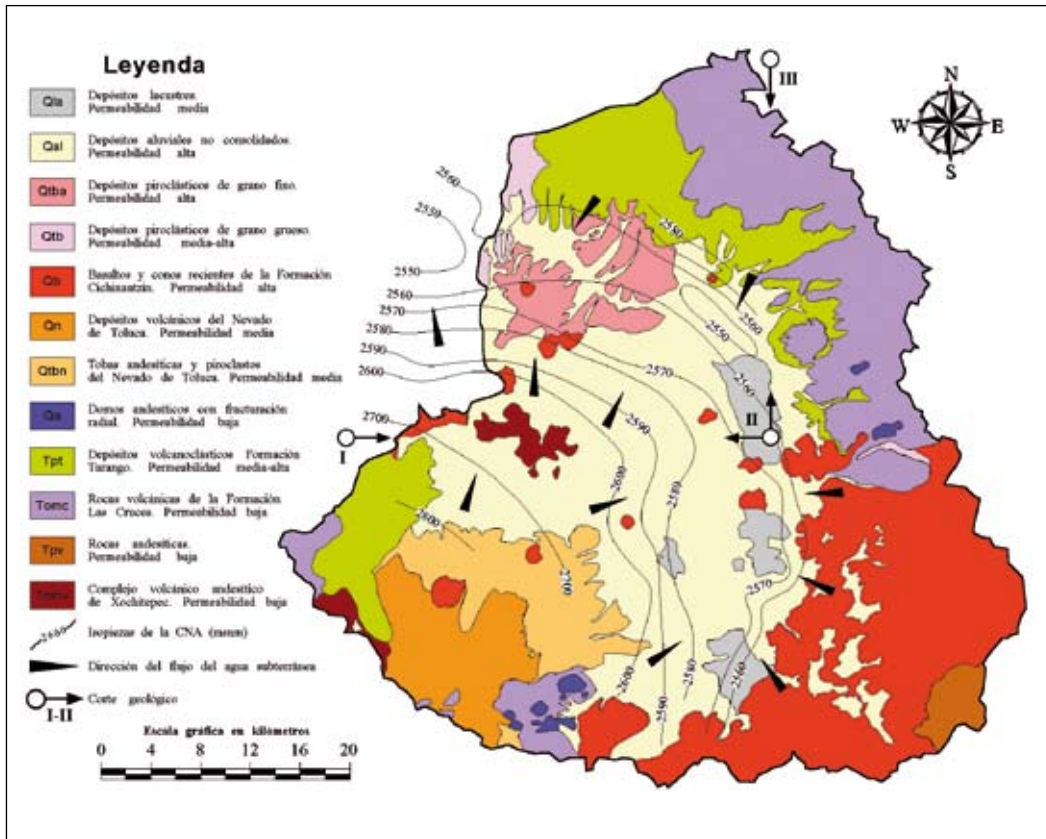 Leyenda
Qla
Depósitos lacustres.
Permeabilidad media
Qal
Depósitos aluviales no consolidados.
Permeabilidad alta
Qtba
Depósitos piroclásticos de grano fino.
Permeabilidad alta
Qtb
Depósitos piroclásticos de grano grueso.
Permeabilidad media-alta
Qb
Basaltos y conos recientes de la Formación
Chichinautzin. Permeabilidad alta
Qn
Depósitos volcánicos del Nevado
de Toluca. Permeabilidad media
Qtbn
Tobas andesíticas y piroclastos
del Nevado de Toluca. Permeabilidad media
Qa
Domos andesíticos con fracturación
radial. Permeabilidad baja
Tpt
Depósitos volcanoclásticos Formación
Tarango. Permeabilidad media-alta
Tomc
Rocas volcánicas de la Formación
Las Cruces. Permeabilidad baja
Tpv
Rocas andesíticas.
Permeabilidad baja
Complejo volcánico andesítico
de Xochitepec. Permeabilidad baja
2600
Isopiezas de la CNA (msnm)
Dirección del flujo del agua subterránea
I-II
Corte geológico
Escala gráfica en kilómetros
0 4 8 12 16 20
N
W E
S
III
II
I
2560
2550
2550
2560
2570
2580
2590
2600
2700
2800
2700
2580
2560
2550
2560
2570
2590
2580
2600
2570
2560
2600
2580
2590